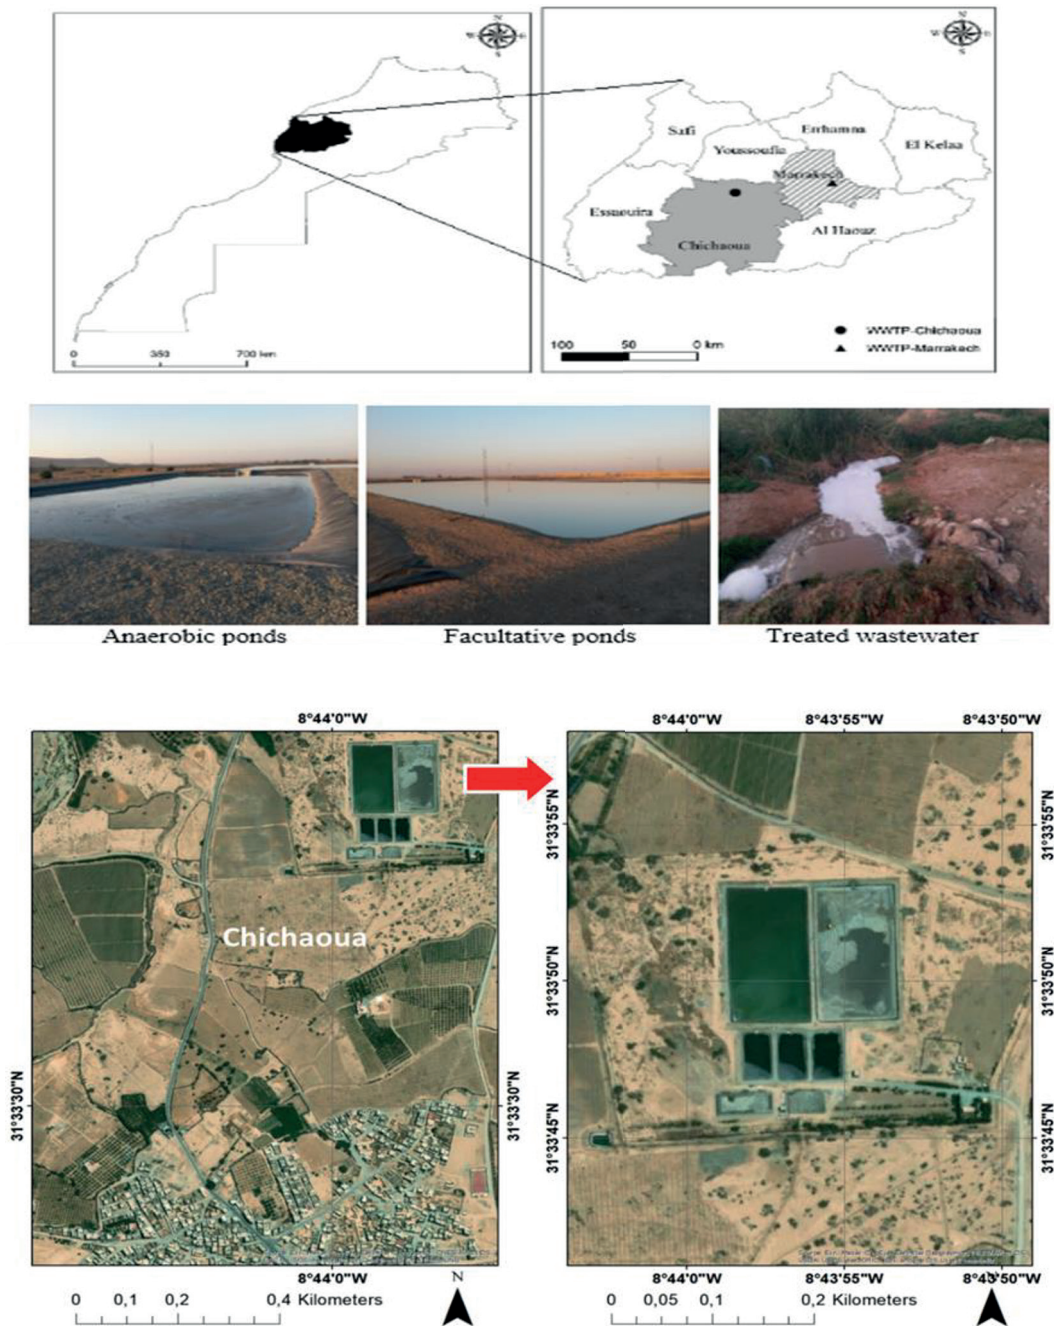 N
W
S
N
W
S
Safi
Errhamna
Youssoufia
El Kelaa
Marrakech
Essaouira
Al Haouz
Chichaoua
WWTP-Chichaoua
WWTP-Marrakech
0 350 700 km
100 50 0 km
Anaerobic ponds
Facultative ponds
Treated wastewater
8°44'0"W
8°44'0"W 8°43'55"W 8°43'50"W
31°33'55"N
31°33'55"N
Chichaoua
31°33'50"N
31°33'50"N
31°33'30"N
31°33'30"N
31°33'45"N
31°33'45"N
8°44'0"W
8°44'0"W 8°43'55"W 8°43'50"W
N
0 0,1 0,2 0,4 Kilometers
0 0,05 0,1 0,2 Kilometers